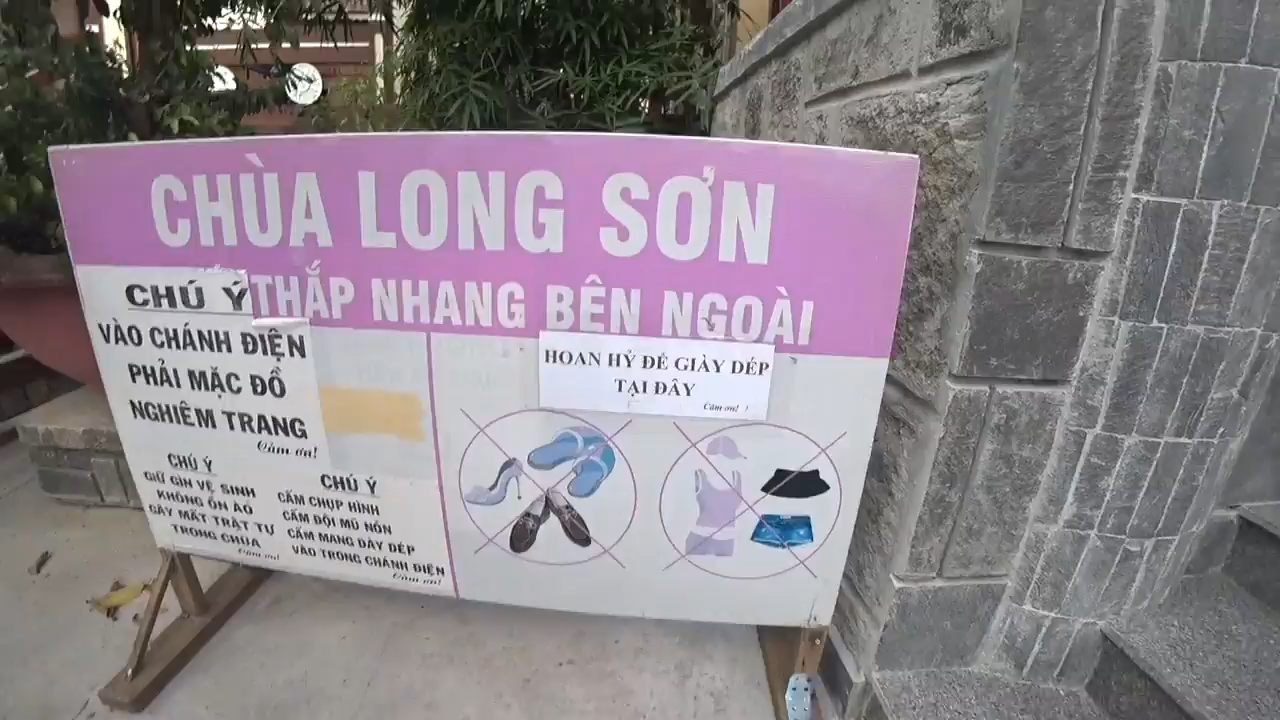 CHÙA LONG SƠN
THẮP NHANG BÊN NGOÀI
CHÚ Ý
VÀO CHÁNH ĐIỆN
PHẢI MẶC ĐỒ
NGHIÊM TRANG
Cảm ơn!
HOAN HỶ ĐỂ GIÀY DÉP
TẠI ĐÂY
Cảm ơn! !
CHÚ Ý
GIỮ GÌN VỆ SINH
KHÔNG ỒN ÀO
GÂY MẤT TRẬT TỰ
TRONG CHÙA
Cảm ơn!
CHÚ Ý
CẤM CHỤP HÌNH
CẤM ĐỘI MŨ NÓN
CẤM MANG DÀY DÉP
VÀO TRONG CHÁNH ĐIỆN
Cảm ơn!